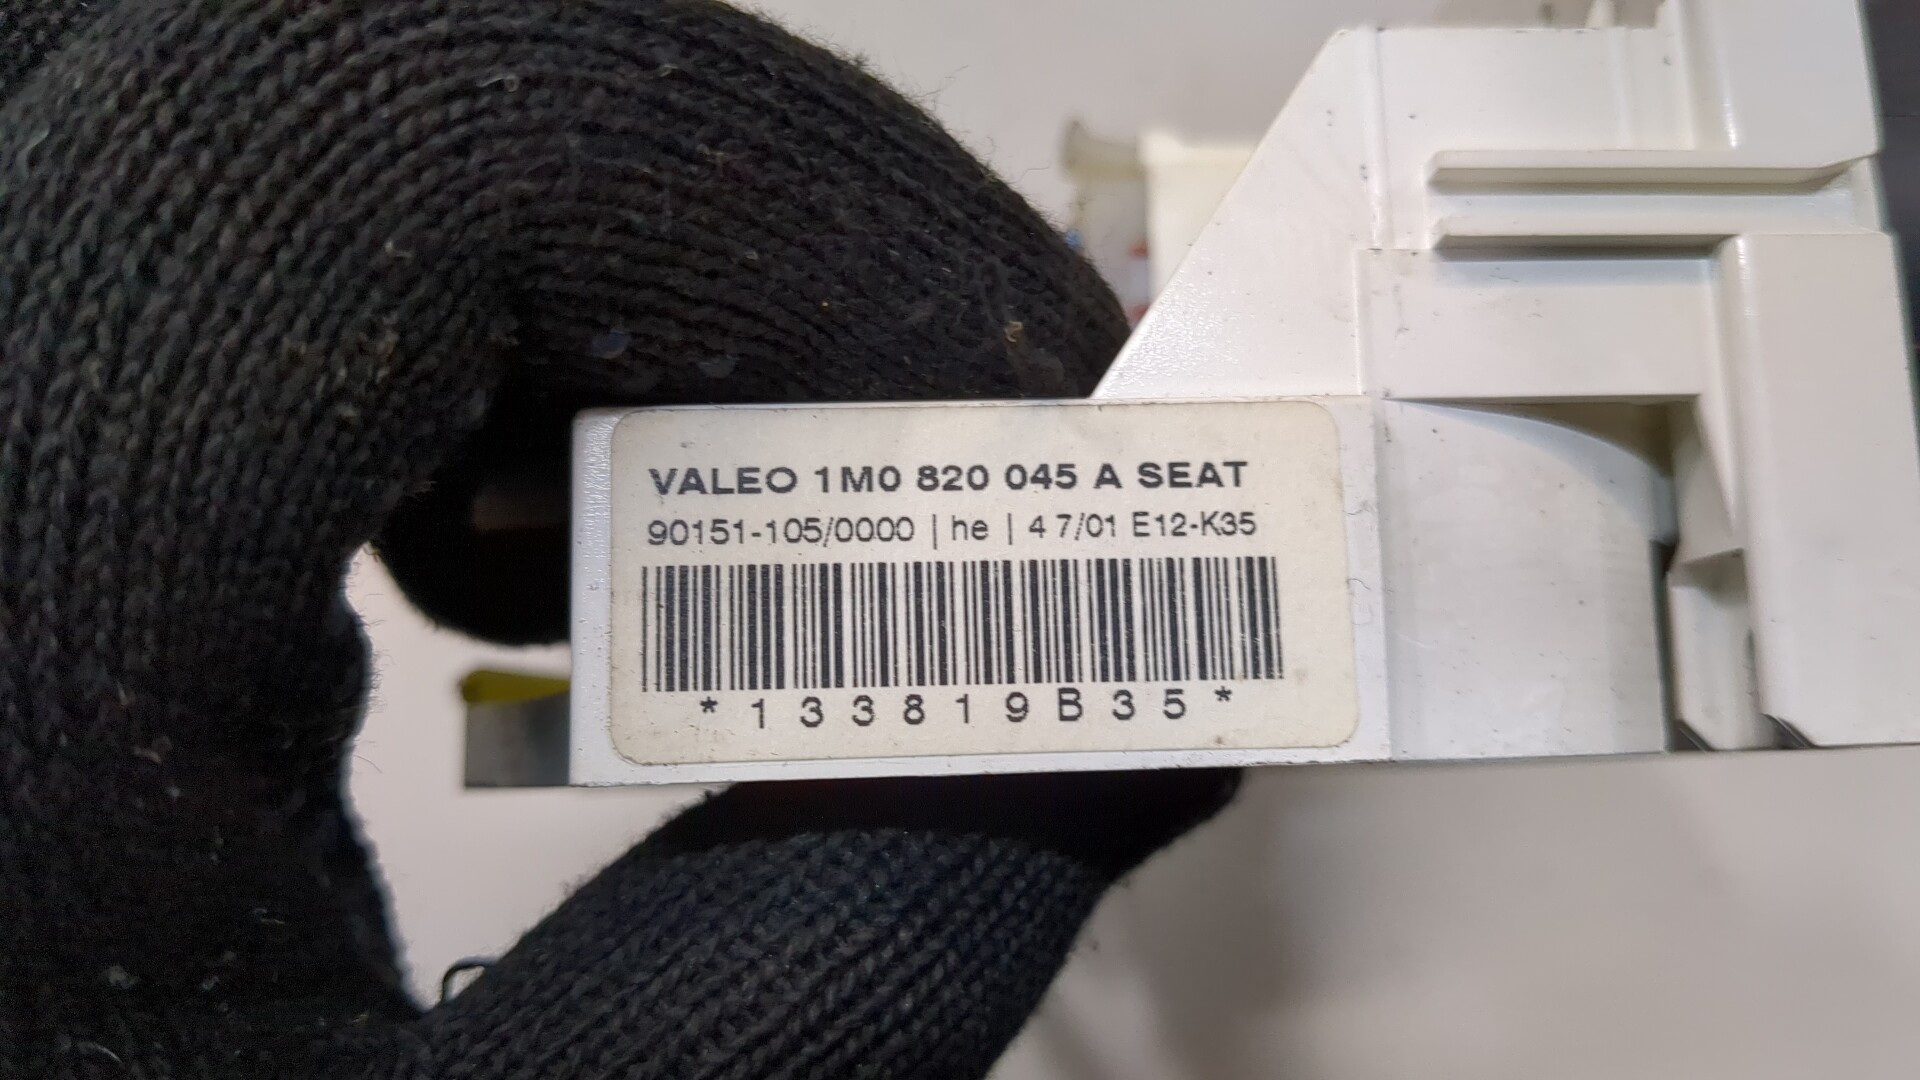 VALEO 1M0 820 045 A SEAT
90151-105/0000 | he | 4 7/01 E12-K35
*133819B35*